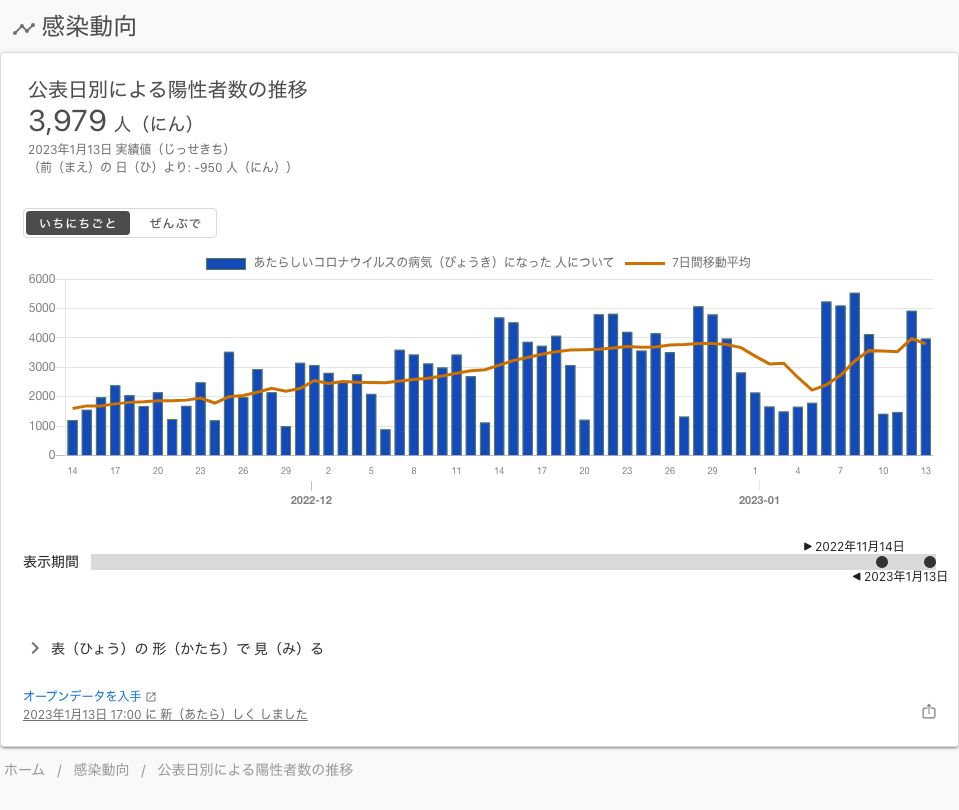 感染動向
公表日別による陽性者数の推移
3,979 人（にん）
2023年1月13日 実績値（じっせきち）
（前（まえ）の 日（ひ）より: -950 人（にん））
いちにちごと ぜんぶで
あたらしいコロナウイルスの病気（びょうき）になった 人について 7日間移動平均
6000
5000
4000
3000
2000
1000
0
14 17 20 23 26 29 2 5 8 11 14 17 20 23 26 29 1 4 7 10 13
2022-12 2023-01
▶ 2022年11月14日
表示期間
◀ 2023年1月13日
表（ひょう）の 形（かたち）で 見（み）る
オープンデータを入手
2023年1月13日 17:00 に 新（あたら）しく しました
ホーム / 感染動向 / 公表日別による陽性者数の推移